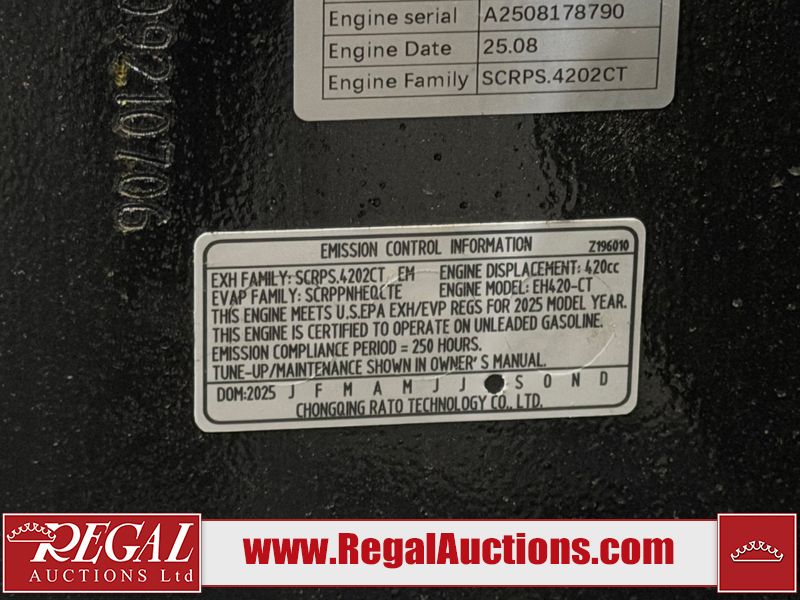 Engine serial A2508178790
Engine Date 25.08
Engine Family SCRPS.4202CT
09210706
EMISSION CONTROL INFORMATION Z196010
EXH FAMILY: SCRPS.4202CT EM ENGINE DISPLACEMENT: 420cc
EVAP FAMILY: SCRPPNHEQCTE ENGINE MODEL: EH420-CT
THIS ENGINE MEETS U.S.EPA EXH/EVP REGS FOR 2025 MODEL YEAR.
THIS ENGINE IS CERTIFIED TO OPERATE ON UNLEADED GASOLINE.
EMISSION COMPLIANCE PERIOD = 250 HOURS.
TUNE-UP/MAINTENANCE SHOWN IN OWNER'S MANUAL.
DOM:2025 J F M A M J J S O N D
CHONGQING RATO TECHNOLOGY CO., LTD.
REGAL
AUCTIONS Ltd
www.RegalAuctions.com